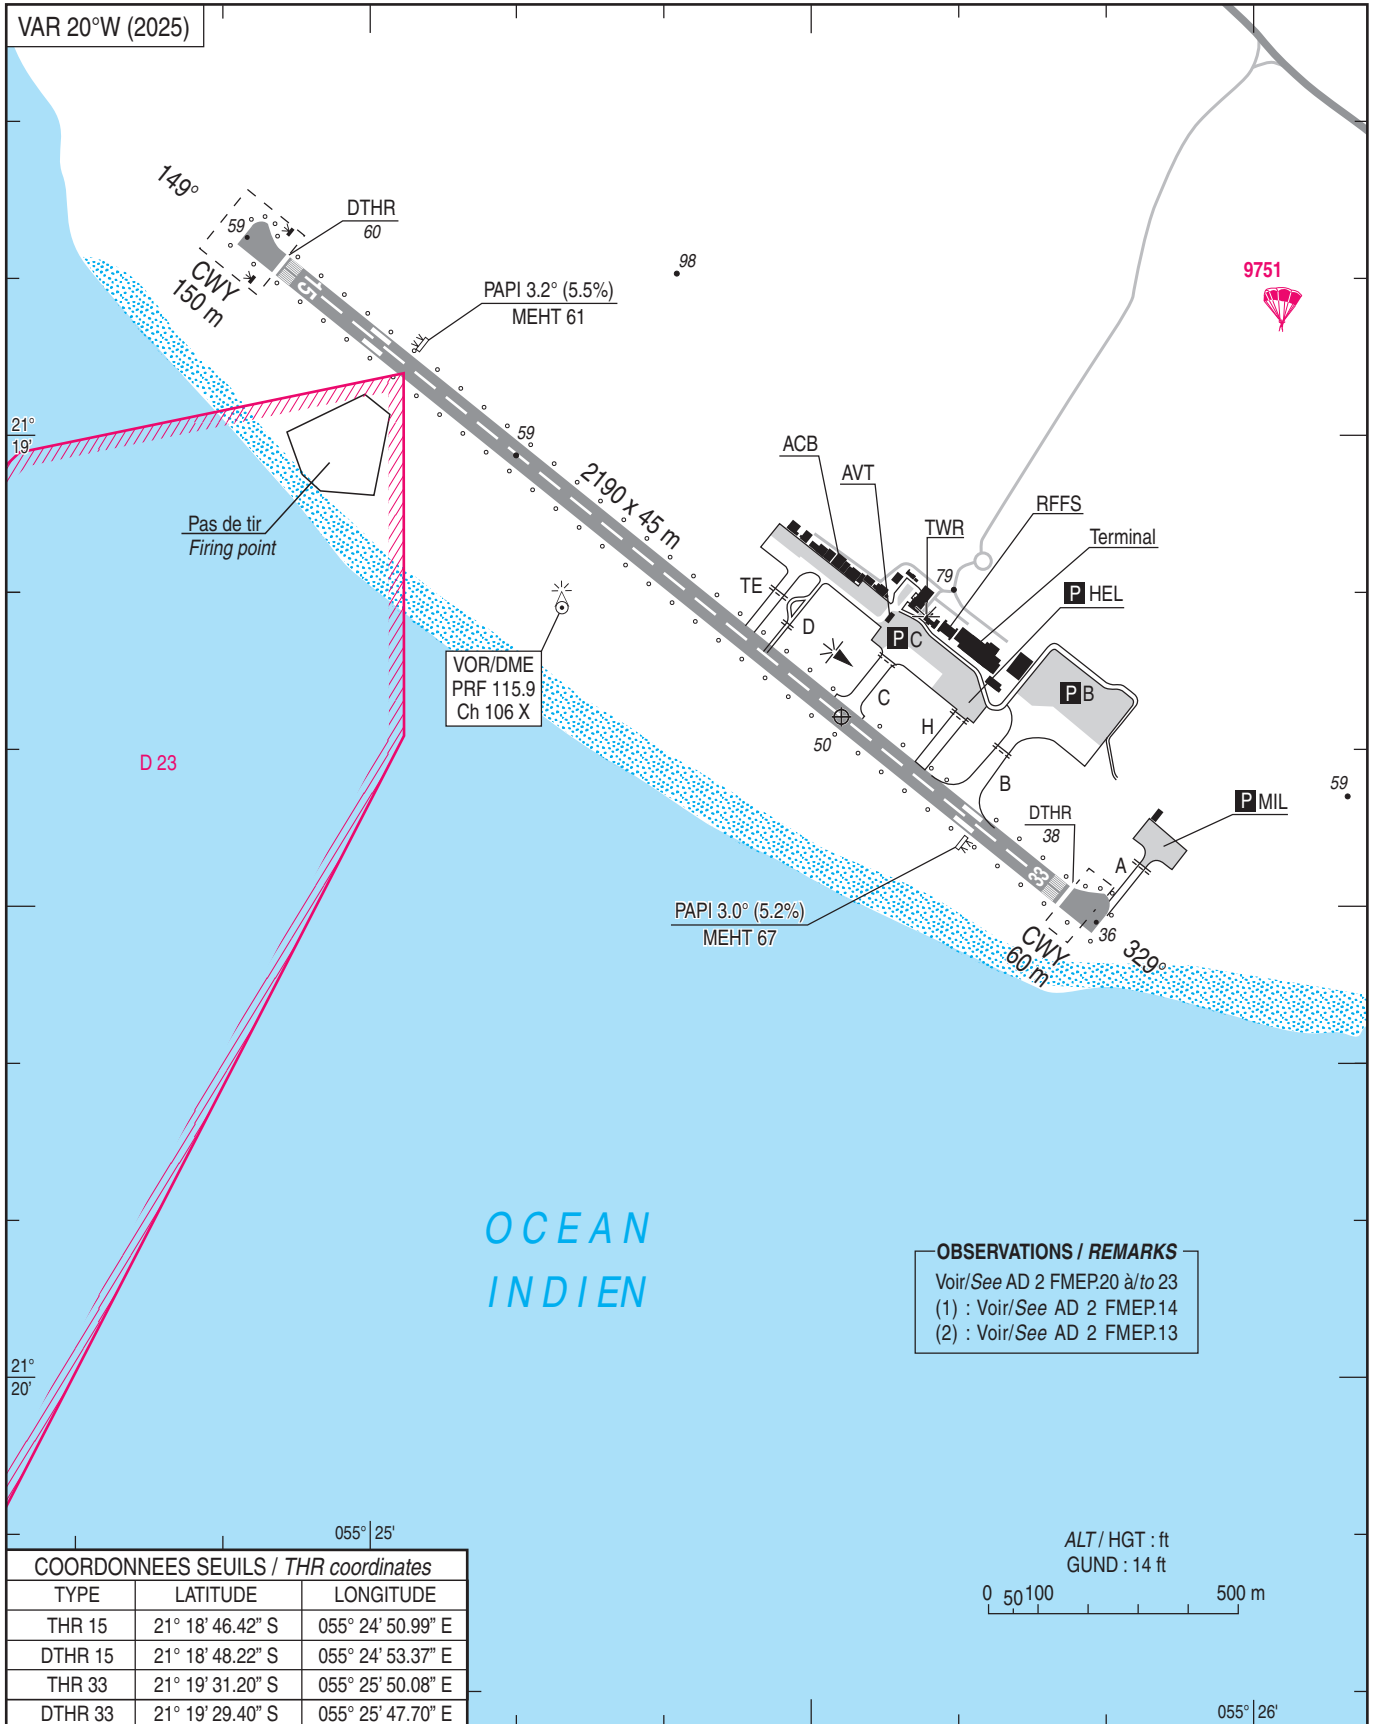 VAR 20°W (2025)
149°
59
DTHR
60
CWY
150 m
15
PAPI 3.2° (5.5%)
MEHT 61
98
9751
21°
19'
59
2190 x 45 m
Pas de tir
Firing point
ACB
AVT
TWR
RFFS
Terminal
79
P HEL
TE
D
P C
P B
C
H
B
VOR/DME
PRF 115.9
Ch 106 X
50
D 23
59
P MIL
DTHR
38
A
33
PAPI 3.0° (5.2%)
MEHT 67
36
CWY
60 m
329°
OCEAN
INDIEN
OBSERVATIONS / REMARKS
Voir/See AD 2 FMEP.20 à/to 23
(1) : Voir/See AD 2 FMEP.14
(2) : Voir/See AD 2 FMEP.13
21°
20'
055° 25'
ALT / HGT : ft
GUND : 14 ft
0 50 100 500 m
COORDONNEES SEUILS / THR coordinates
TYPE LATITUDE LONGITUDE
THR 15 21° 18' 46.42" S 055° 24' 50.99" E
DTHR 15 21° 18' 48.22" S 055° 24' 53.37" E
THR 33 21° 19' 31.20" S 055° 25' 50.08" E
DTHR 33 21° 19' 29.40" S 055° 25' 47.70" E
055° 26'